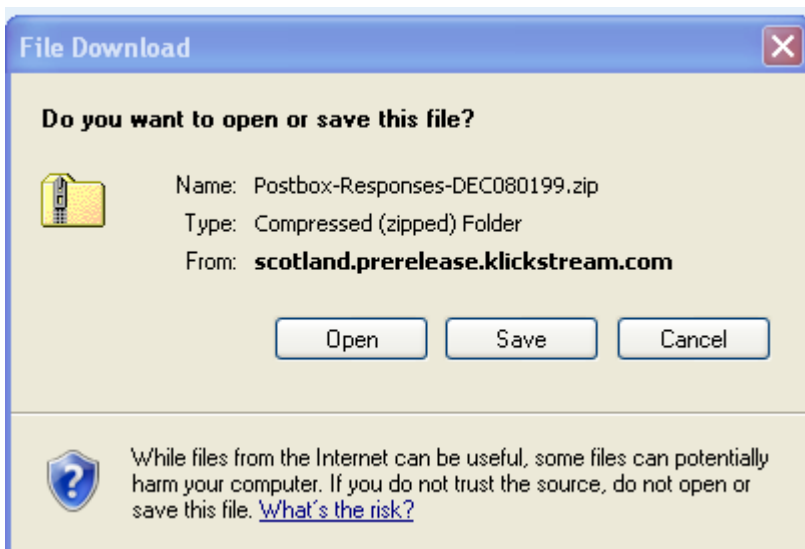 File Download
Do you want to open or save this file?
Name: Postbox-Responses-DEC080199.zip
Type: Compressed (zipped) Folder
From: scotland.prerelease.klickstream.com
Open Save Cancel
While files from the Internet can be useful, some files can potentially
harm your computer. If you do not trust the source, do not open or
save this file. What´s the risk?